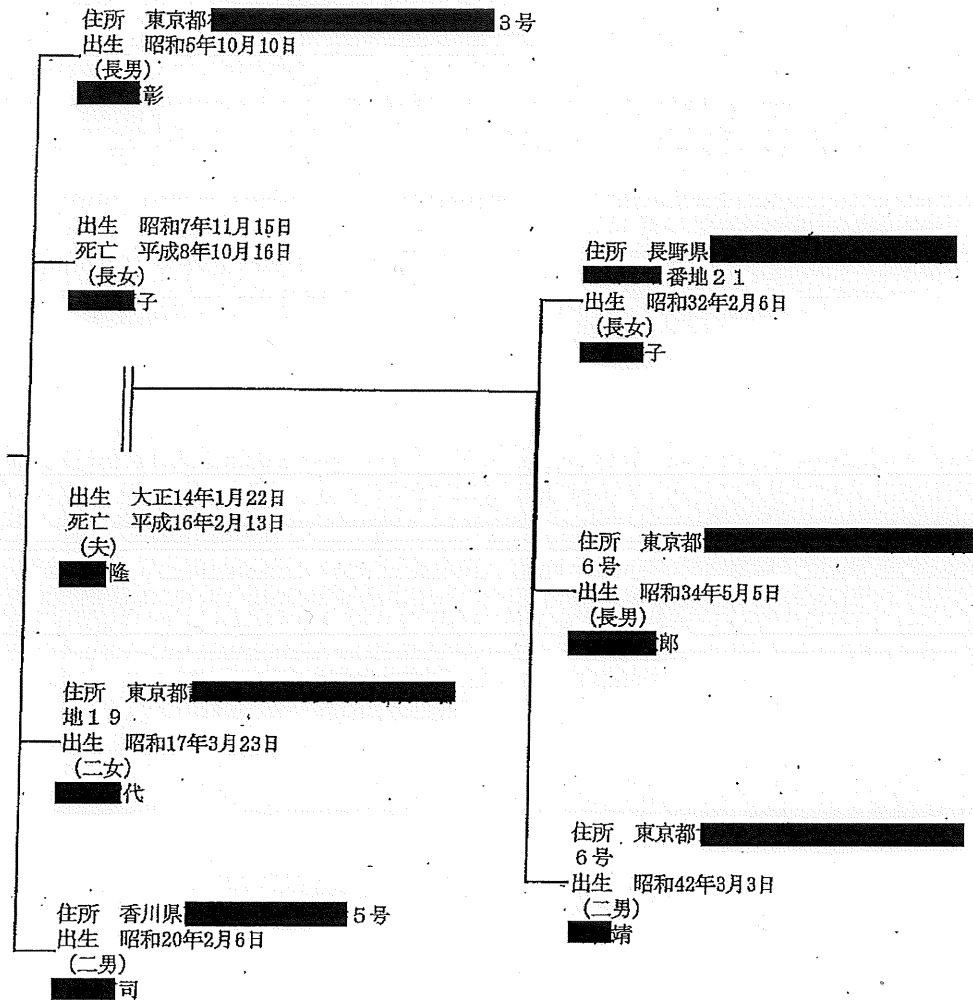 住所　東京都 3号
出生　昭和5年10月10日
(長男)
彰
出生　昭和7年11月15日
死亡　平成8年10月16日
(長女)
子
出生　大正14年1月22日
死亡　平成16年2月13日
(夫)
隆
住所　東京都
地19
出生　昭和17年3月23日
(二女)
代
住所　香川県 5号
出生　昭和20年2月6日
(二男)
司
住所　長野県
番地21
出生　昭和32年2月6日
(長女)
子
住所　東京都
6号
出生　昭和34年5月5日
(長男)
郎
住所　東京都
6号
出生　昭和42年3月3日
(二男)
靖